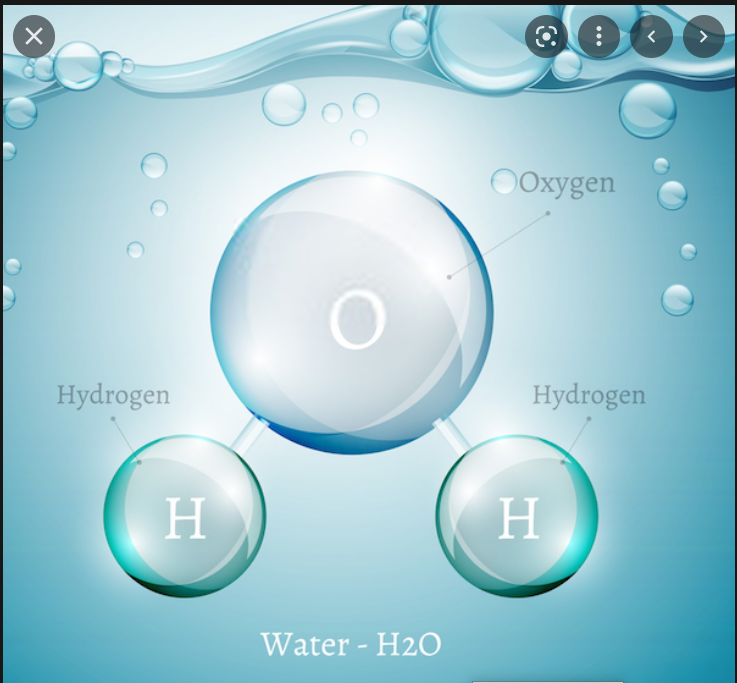 Oxygen
O
Hydrogen
Hydrogen
H
H
Water - H2O